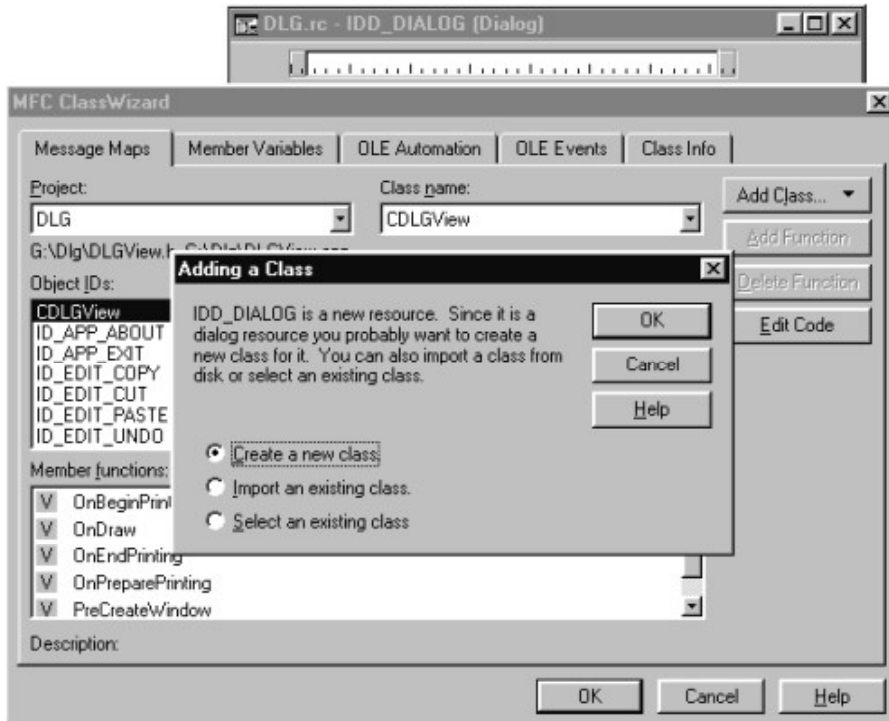 DLG.rc - IDD_DIALOG (Dialog)
MFC ClassWizard
Message Maps Member Variables OLE Automation OLE Events Class Info
Project: Class name:
DLG CDLGView
Add Class...
G:\Dlg\DLGView.h,
Add Function
Object IDs:
Delete Function
CDLGView
Edit Code
ID_APP_ABOUT
ID_APP_EXIT
ID_EDIT_COPY
ID_EDIT_CUT
ID_EDIT_PASTE
ID_EDIT_UNDO
Adding a Class
IDD_DIALOG is a new resource. Since it is a
dialog resource you probably want to create a
new class for it. You can also import a class from
disk or select an existing class.
OK
Cancel
Help
Create a new class
Import an existing class.
Select an existing class
Member functions:
V OnBeginPrint
V OnDraw
V OnEndPrinting
V OnPreparePrinting
V PreCreateWindow
Description:
OK Cancel Help